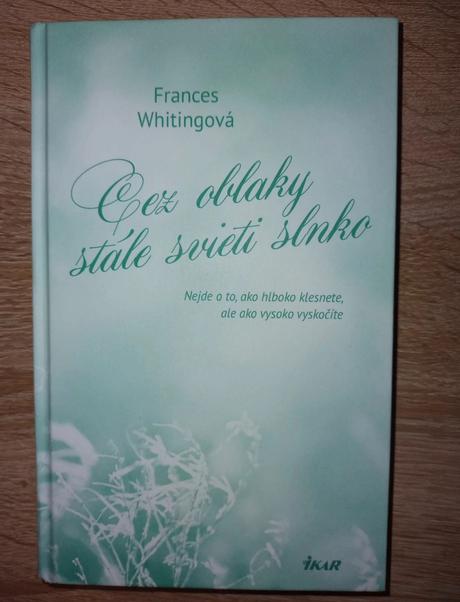 Frances
Whitingová
Cez oblaky
stále svieti slnko
Nejde o to, ako hlboko klesnete,
ale ako vysoko vyskočíte
IKAR